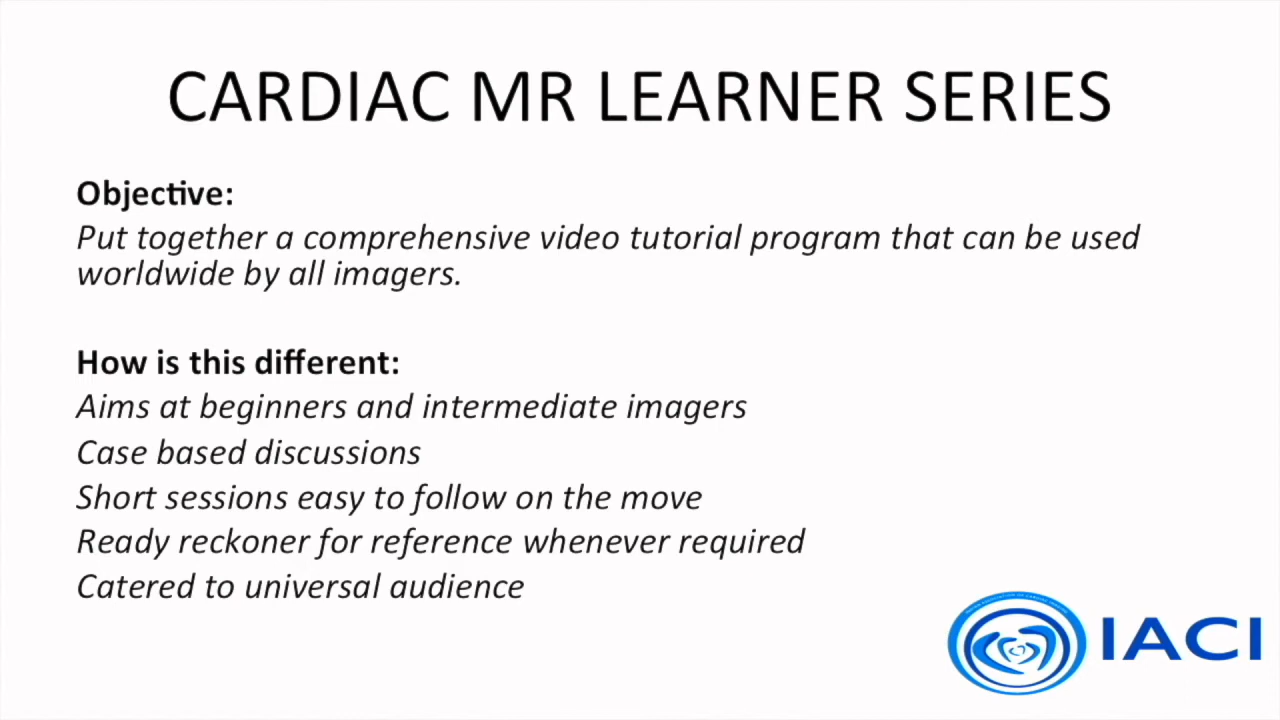 CARDIAC MR LEARNER SERIES
Objective:
Put together a comprehensive video tutorial program that can be used
worldwide by all imagers.
How is this different:
Aims at beginners and intermediate imagers
Case based discussions
Short sessions easy to follow on the move
Ready reckoner for reference whenever required
Catered to universal audience
IACI